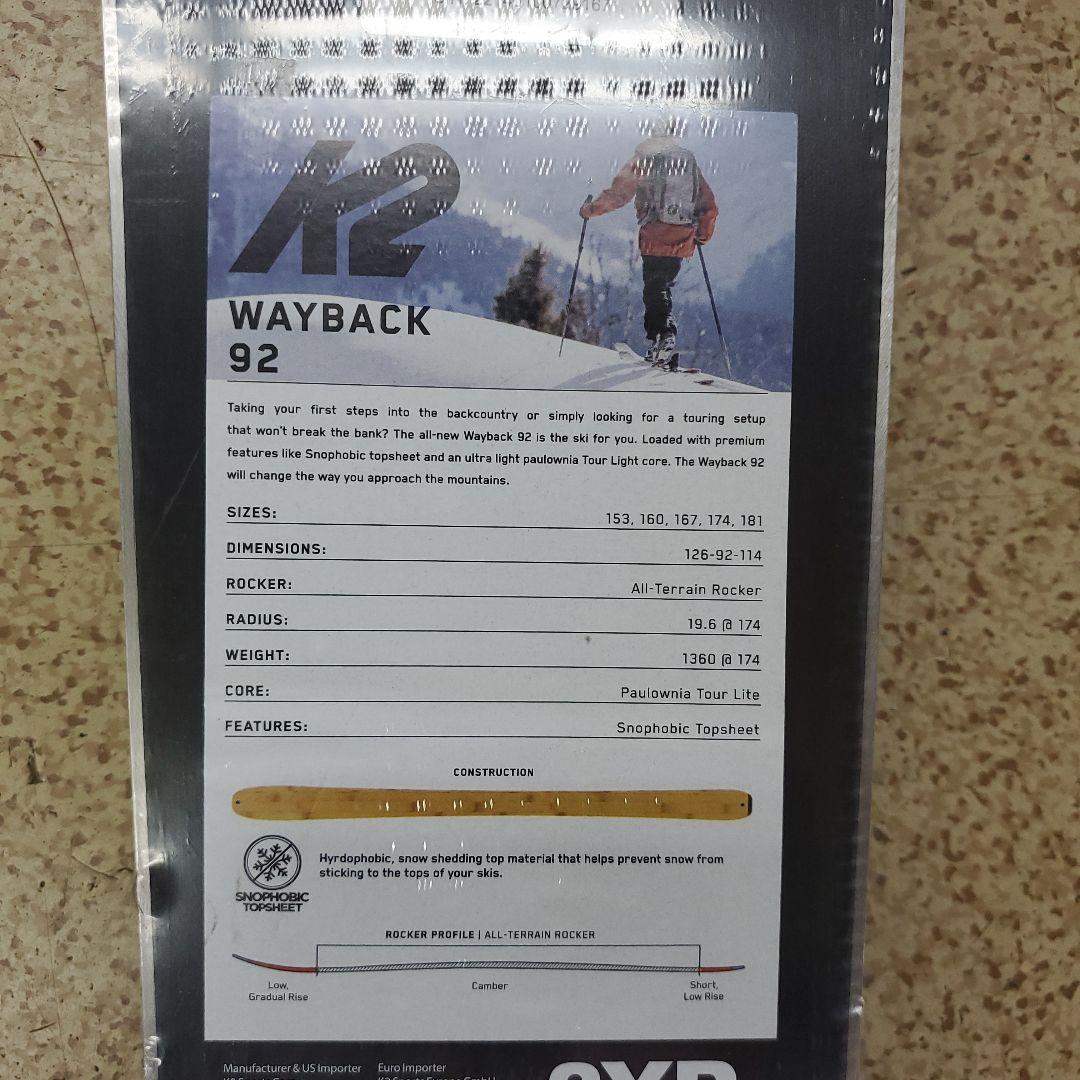 K2
WAYBACK
92
Taking your first steps into the backcountry or simply looking for a touring setup
that won't break the bank? The all-new Wayback 92 is the ski for you. Loaded with premium
features like Snophobic topsheet and an ultra light paulownia Tour Light core. The Wayback 92
will change the way you approach the mountains.
SIZES: 153, 160, 167, 174, 181
DIMENSIONS: 126-92-114
ROCKER: All-Terrain Rocker
RADIUS: 19.6 @ 174
WEIGHT: 1360 @ 174
CORE: Paulownia Tour Lite
FEATURES: Snophobic Topsheet
CONSTRUCTION
Hyrdophobic, snow shedding top material that helps prevent snow from
sticking to the tops of your skis.
SNOPHOBIC
TOPSHEET
ROCKER PROFILE | ALL-TERRAIN ROCKER
Low,
Gradual Rise
Camber
Short,
Low Rise
Manufacturer & US Importer
Euro Importer